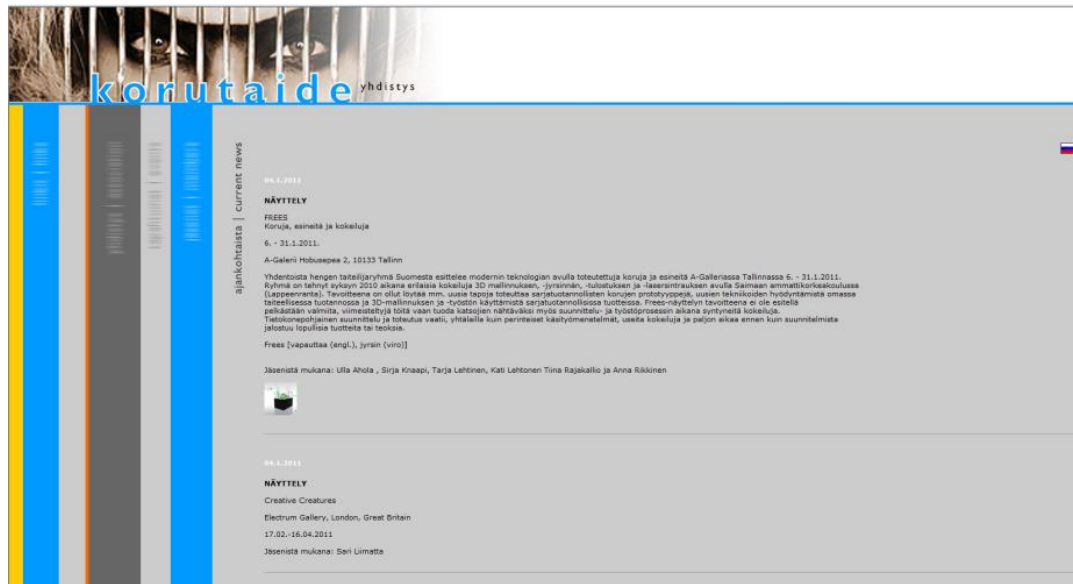 korutaide yhdistys
ajankohtaista | current news
04.1.2011
NÄYTTELY
FREES
Koruja, esineitä ja kokeiluja
6. - 31.1.2011.
A-Galerii Hobusepea 2, 10133 Tallinn
Yhdentoista hengen taiteilijaryhmä Suomesta esittelee modernin teknologian avulla toteutettuja koruja ja esineitä A-Galleriassa Tallinnassa 6. - 31.1.2011.
Ryhmä on tehnyt syksyn 2010 aikana erilaisia kokeiluja 3D mallinnuksen, -jyrsinnän, -tulostuksen ja -laserointrauksen avulla Saimaan ammattikorkeakoulussa
(Lappeenranta). Tavoitteena on ollut löytää mm. uusia tapoja toteuttaa sarjatuotannollisten korujen prototyyppejä, uusien tekniikoiden hyödyntämistä omassa
taiteellisessa tuotannossa ja 3D-mallinnuksen ja -työstön käyttämistä sarjatuotannollisissa tuotteissa. Frees-näyttelyn tavoitteena ei ole esitellä
pelkästään valmiita, viimeisteltyjä töitä vaan tuoda katsojien nähtäväksi myös suunnittelu- ja työstöprosessin aikana syntyneitä kokeiluja.
Tietokonepohjainen suunnittelu ja toteutus vaatii, yhtälaille kuin perinteiset käsityömenetelmät, useita kokeiluja ja paljon aikaa ennen kuin suunnitelmista
jalostuu lopullisia tuotteita tai teoksia.
Frees [vapauttaa (engl.), jyrsin (viro)]
Jäsenistä mukana: Ulla Ahola , Sirja Knaapi, Tarja Lehtinen, Kati Lehtonen Tiina Rajakallio ja Anna Rikkinen
04.1.2011
NÄYTTELY
Creative Creatures
Electrum Gallery, London, Great Britain
17.02.-16.04.2011
Jäsenistä mukana: Sari Liimatta